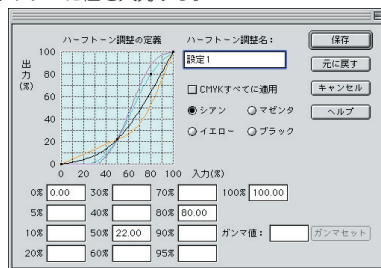 ハーフトーン調整の定義
ハーフトーン調整名：
設定1
保存
元に戻す
キャンセル
ヘルプ
出力(%)
100
80
60
40
20
0
0 20 40 60 80 100 入力(%)
CMYKすべてに適用
シアン マゼンタ
イエロー ブラック
0% 0.00 30% 70% 100% 100.00
5% 40% 80% 80.00
10% 50% 22.00 90% ガンマ値： ガンマセット
20% 60% 95%